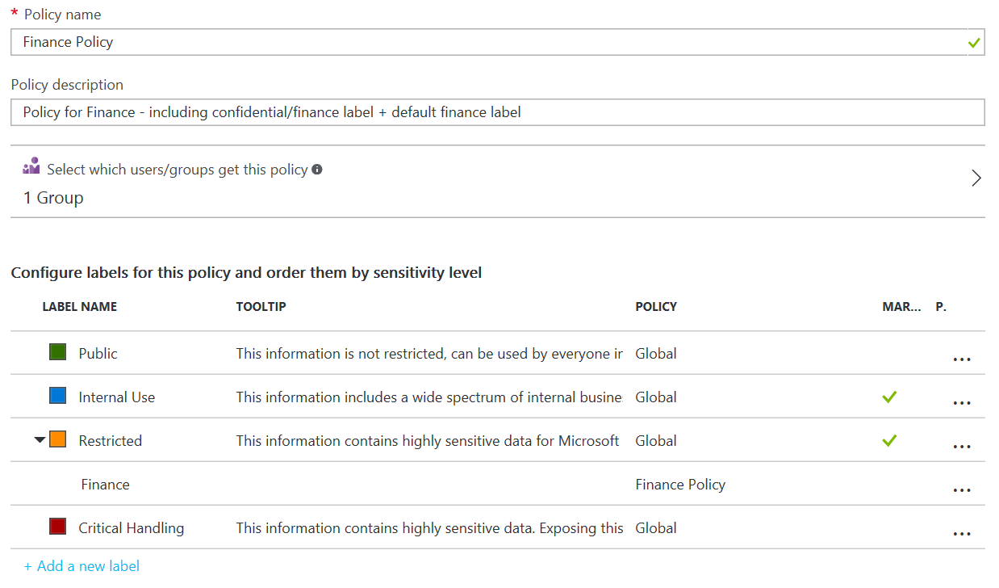 * Policy name
Finance Policy
Policy description
Policy for Finance - including confidential/finance label + default finance label
Select which users/groups get this policy
1 Group
Configure labels for this policy and order them by sensitivity level
LABEL NAME TOOLTIP POLICY MAR... P.
Public This information is not restricted, can be used by everyone in Global ...
Internal Use This information includes a wide spectrum of internal busine Global ...
Restricted This information contains highly sensitive data for Microsoft Global ...
Finance Finance Policy ...
Critical Handling This information contains highly sensitive data. Exposing this Global ...
+ Add a new label